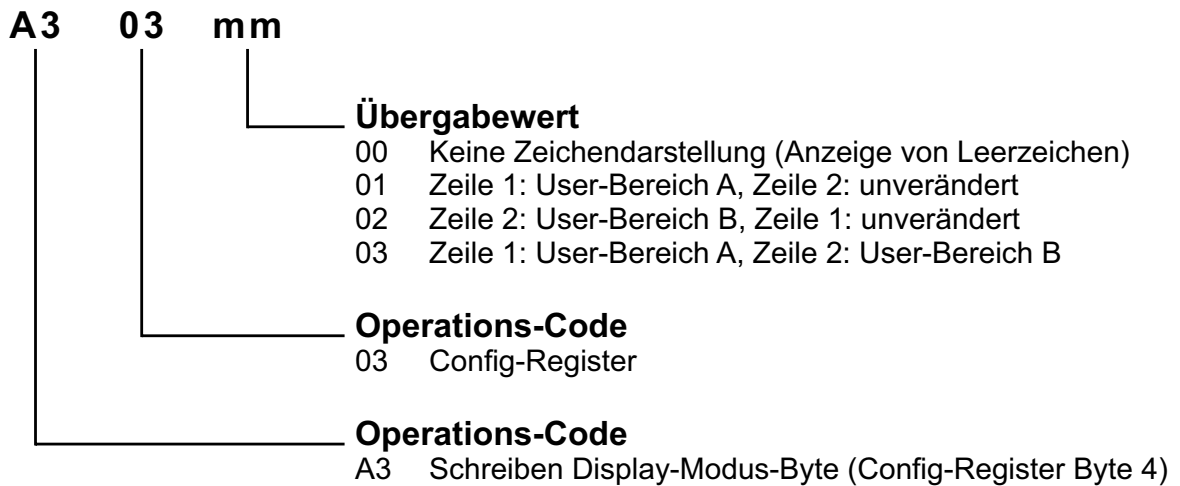 A3 03 mm
Übergabewert
00 Keine Zeichendarstellung (Anzeige von Leerzeichen)
01 Zeile 1: User-Bereich A, Zeile 2: unverändert
02 Zeile 2: User-Bereich B, Zeile 1: unverändert
03 Zeile 1: User-Bereich A, Zeile 2: User-Bereich B
Operations-Code
03 Config-Register
Operations-Code
A3 Schreiben Display-Modus-Byte (Config-Register Byte 4)